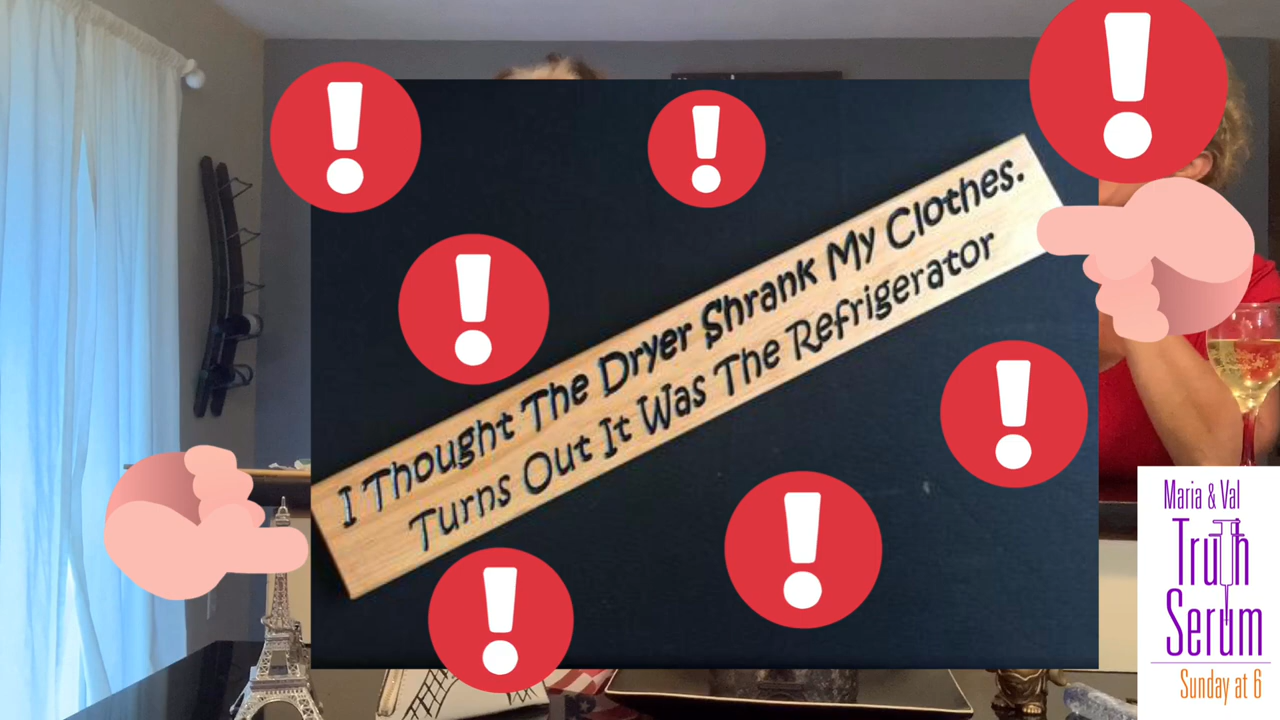 I Thought The Dryer Shrank My Clothes.
Turns Out It Was The Refrigerator
Maria & Val
Truth
Serum
Sunday at 6